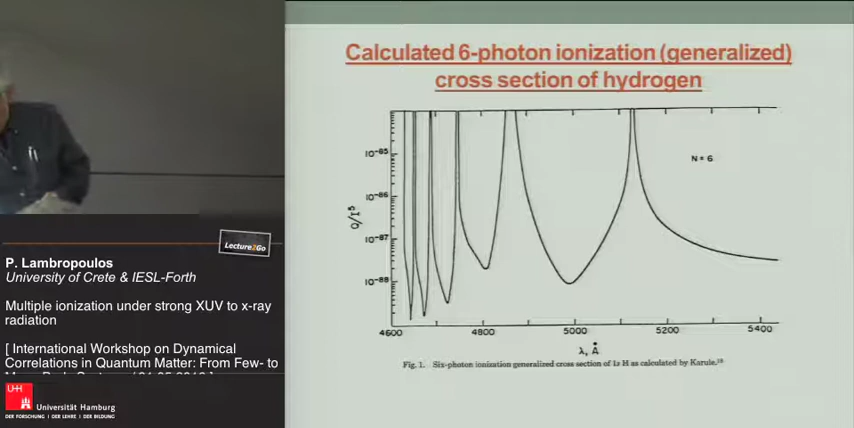 Calculated 6-photon ionization (generalized)
cross section of hydrogen
10⁻⁸⁵
10⁻⁸⁶
10⁻⁸⁷
10⁻⁸⁸
Q/I⁵
N = 6
4600
4800
5000
5200
5400
λ, Å
Fig. 1. Six-photon ionization generalized cross section of 1s H as calculated by Karule.
Lecture2Go
P. Lambropoulos
University of Crete & IESL-Forth
Multiple ionization under strong XUV to x-ray
radiation
[ International Workshop on Dynamical
Correlations in Quantum Matter: From Few- to
UH
Universität Hamburg
DER FORSCHUNG | DER LEHRE | DER BILDUNG